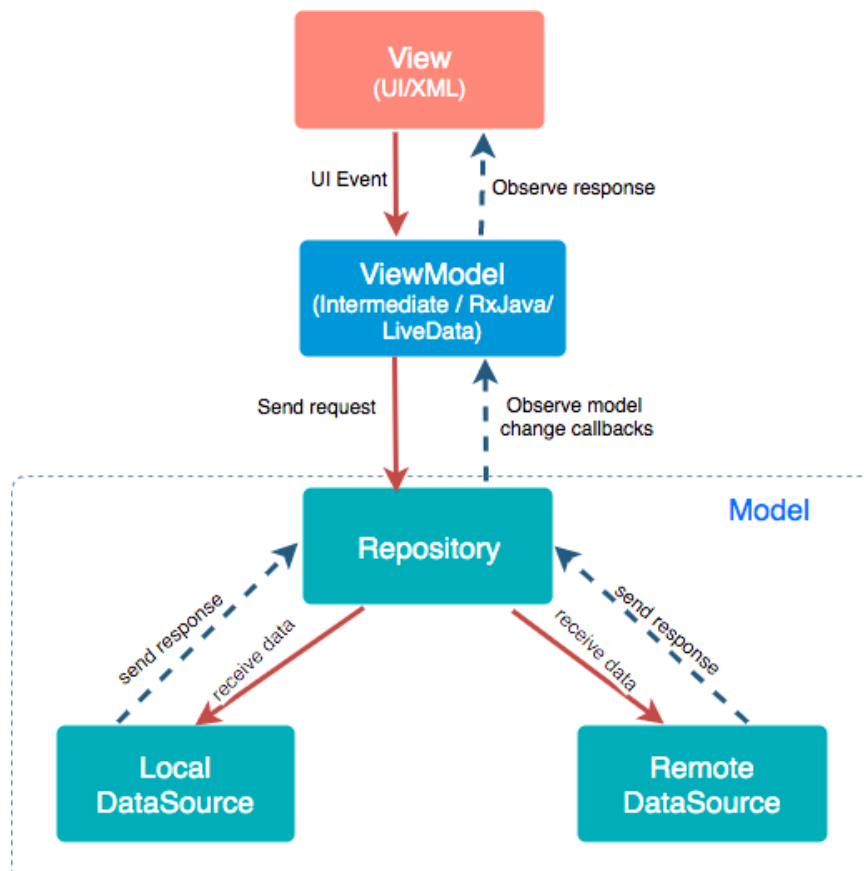 View
(UI/XML)
UI Event
Observe response
ViewModel
(Intermediate / RxJava/
LiveData)
Send request
Observe model
change callbacks
Model
Repository
send response
receive data
receive data
send response
Local
DataSource
Remote
DataSource